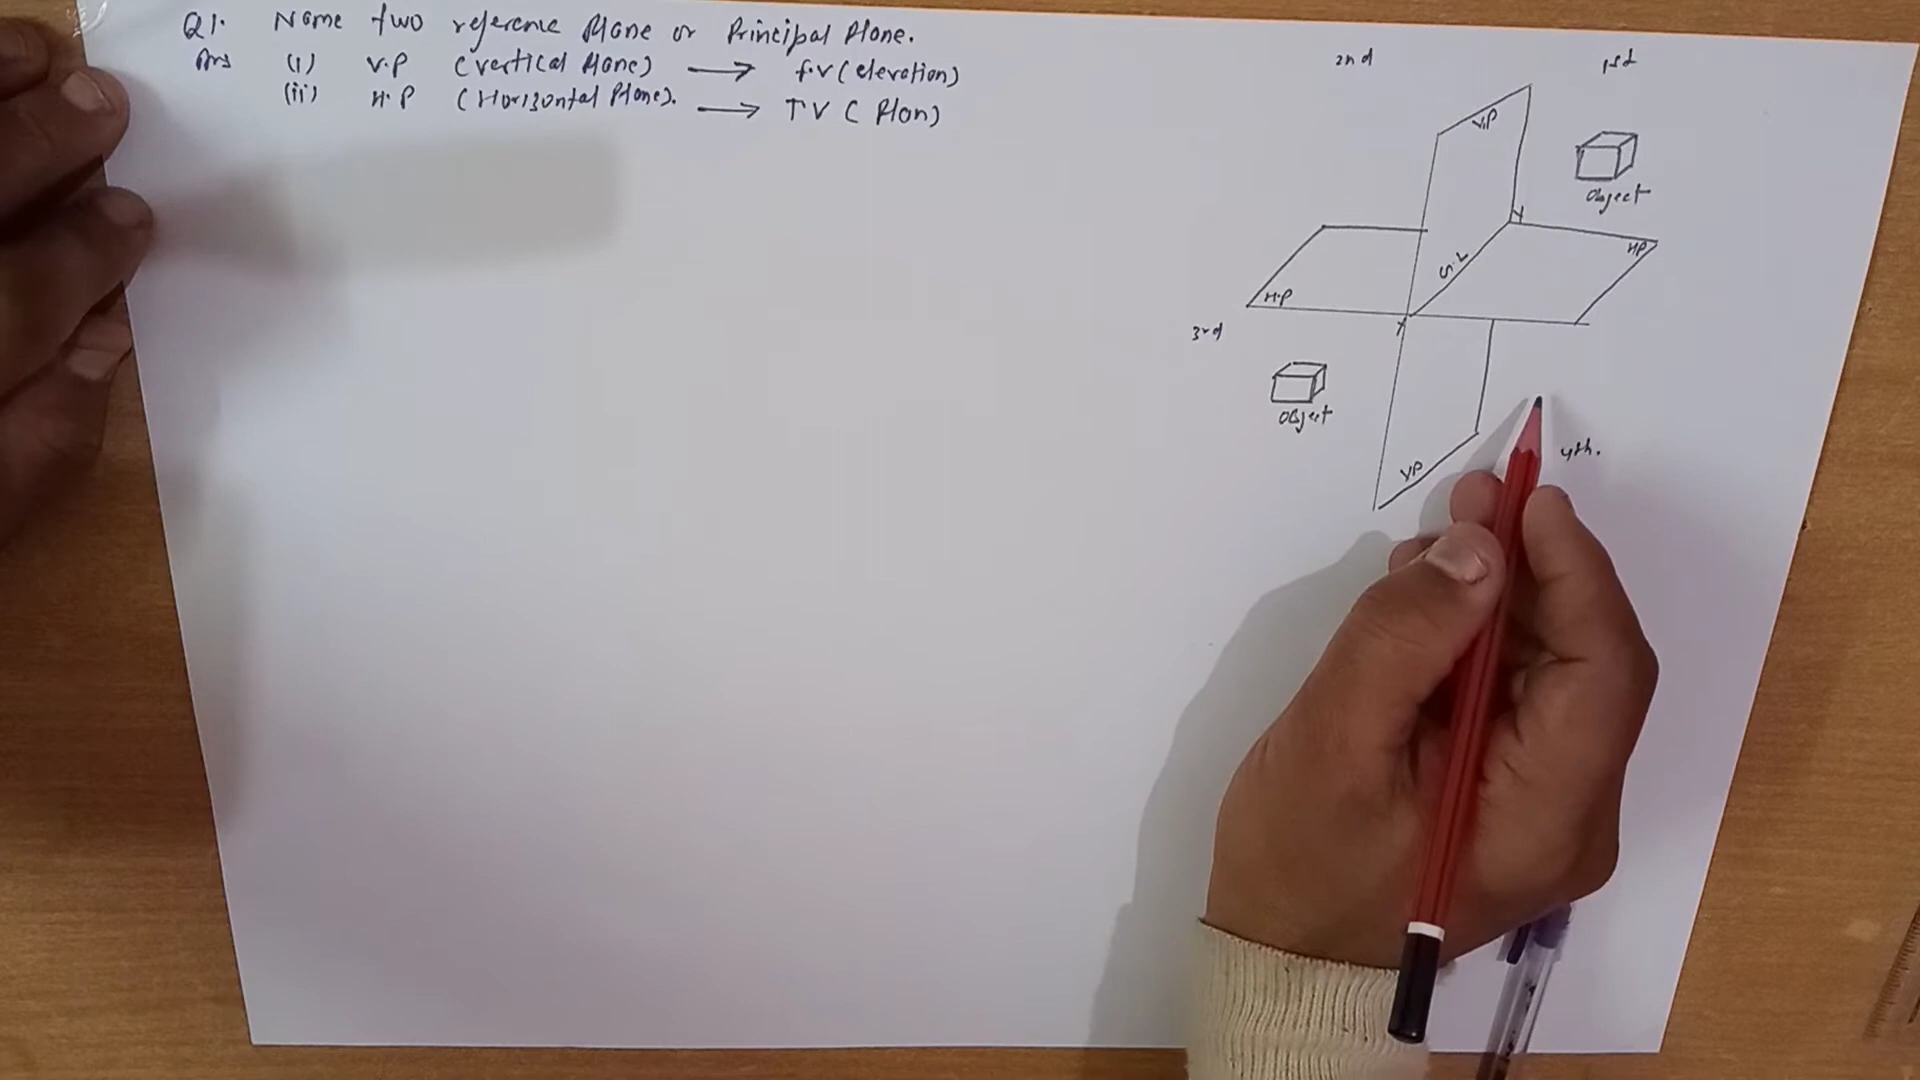 Q1. Name two reference Plane or Principal Plane.
Ans (i) V.P (Vertical Plane) → f.v (elevation)
(ii) H.P (Horizontal Plane). → T V ( Plan)
2nd 1st
V.P
Object
Y
HP
S.L
H.P
X
3rd
Object
4th.
VP